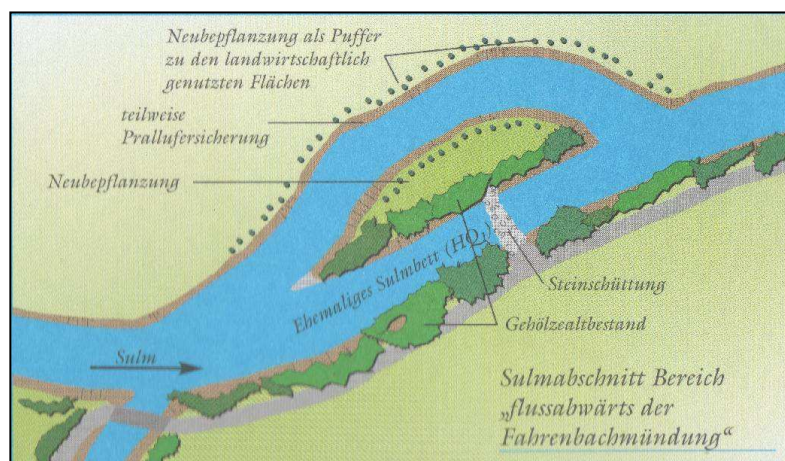 Neubepflanzung als Puffer
zu den landwirtschaftlich
genutzten Flächen
teilweise
Prallufersicherung
Neubepflanzung
Ehemaliges Sulmbett (HQ1)
Steinschüttung
Gehölzealtbestand
Sulm
Sulmabschnitt Bereich
„flussabwärts der
Fahrenbachmündung“